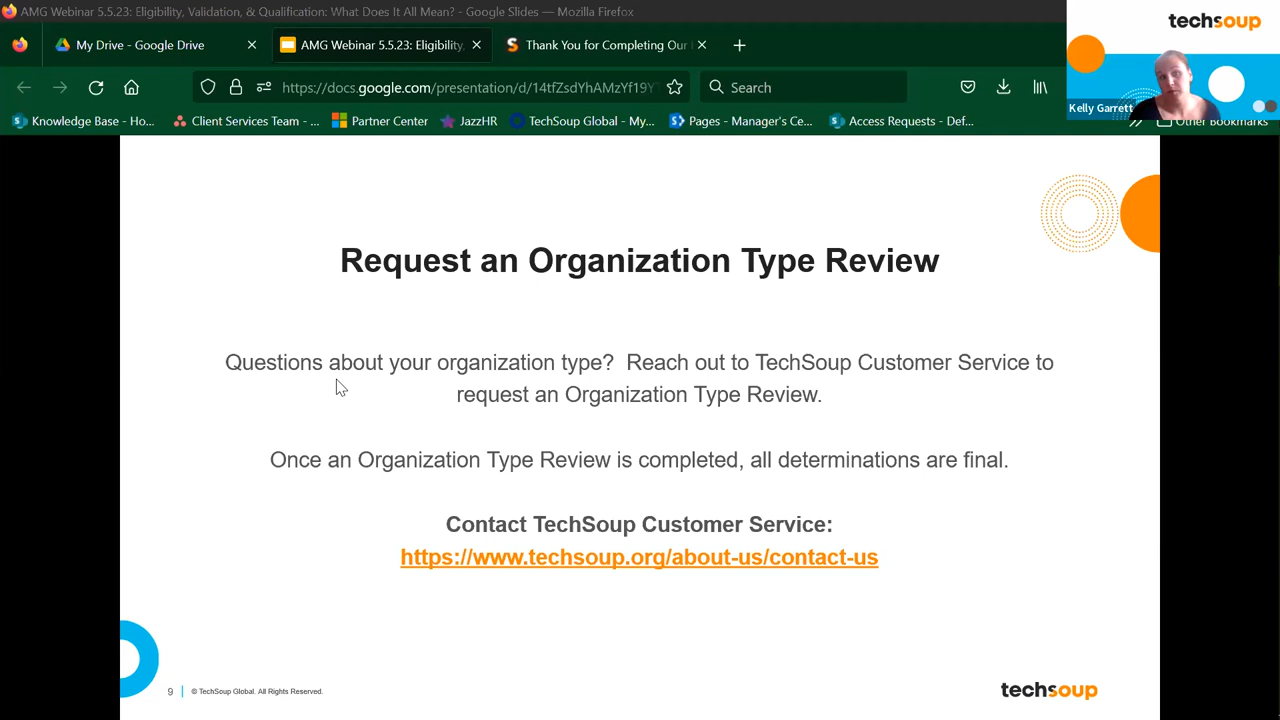 AMG Webinar 5.5.23: Eligibility, Validation, & Qualification: What Does It All Mean? - Google Slides — Mozilla Firefox
techsoup
My Drive - Google Drive
AMG Webinar 5.5.23: Eligibility,
Thank You for Completing Our
https://docs.google.com/presentation/d/14tfZsdYhAMzYf19Y
Search
Kelly Garrett
Knowledge Base - Ho...
Client Services Team - ...
Partner Center
JazzHR
TechSoup Global - My...
Pages - Manager's Ce...
Access Requests - Def...
Other Bookmarks
Request an Organization Type Review
Questions about your organization type?  Reach out to TechSoup Customer Service to
request an Organization Type Review.
Once an Organization Type Review is completed, all determinations are final.
Contact TechSoup Customer Service:
https://www.techsoup.org/about-us/contact-us
9
© TechSoup Global. All Rights Reserved.
techsoup